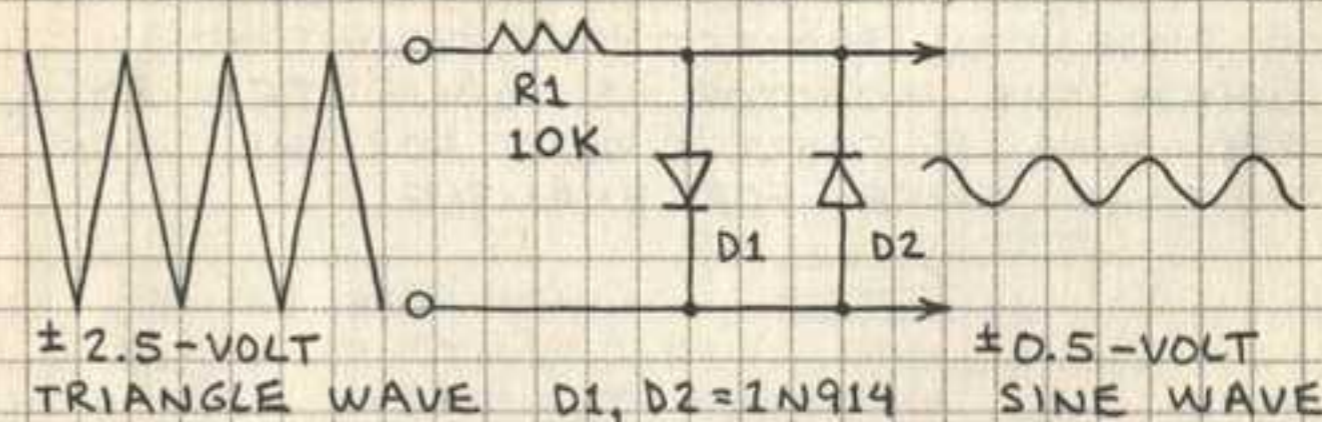 R1
10K
D1
D2
± 2.5-VOLT
TRIANGLE WAVE
D1, D2 = 1N914
± 0.5-VOLT
SINE WAVE